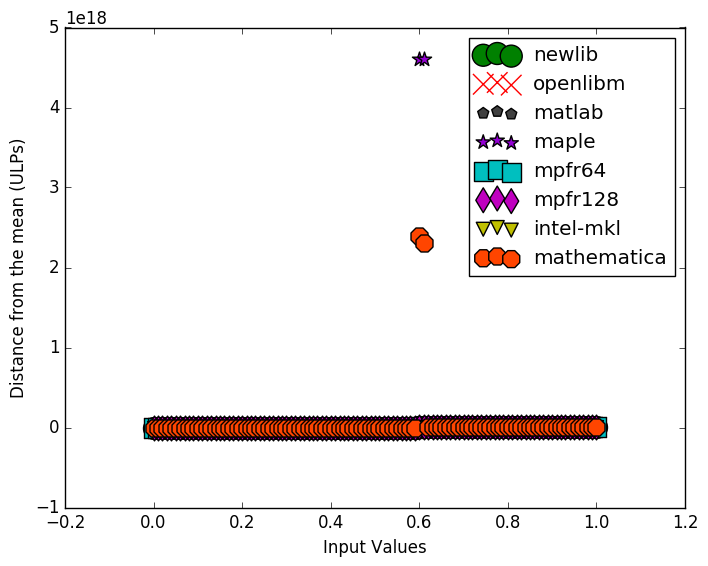 1e18
5
4
3
2
1
0
−1
−0.2
0.0
0.2
0.4
0.6
0.8
1.0
1.2
Input Values
Distance from the mean (ULPs)
newlib
openlibm
matlab
maple
mpfr64
mpfr128
intel-mkl
mathematica